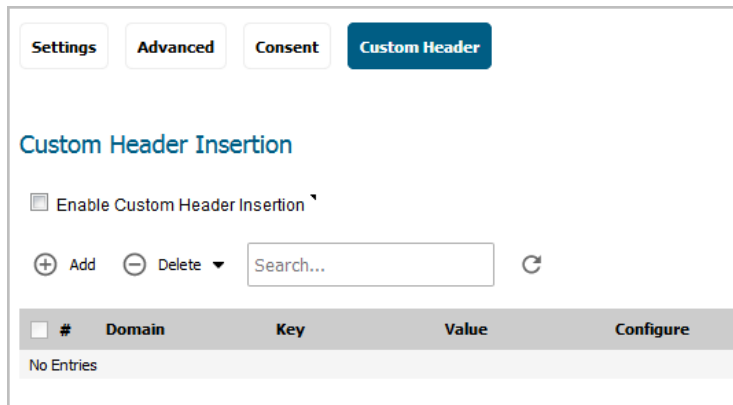 Settings Advanced Consent Custom Header
Custom Header Insertion
Enable Custom Header Insertion
Add Delete Search...
# Domain Key Value Configure
No Entries